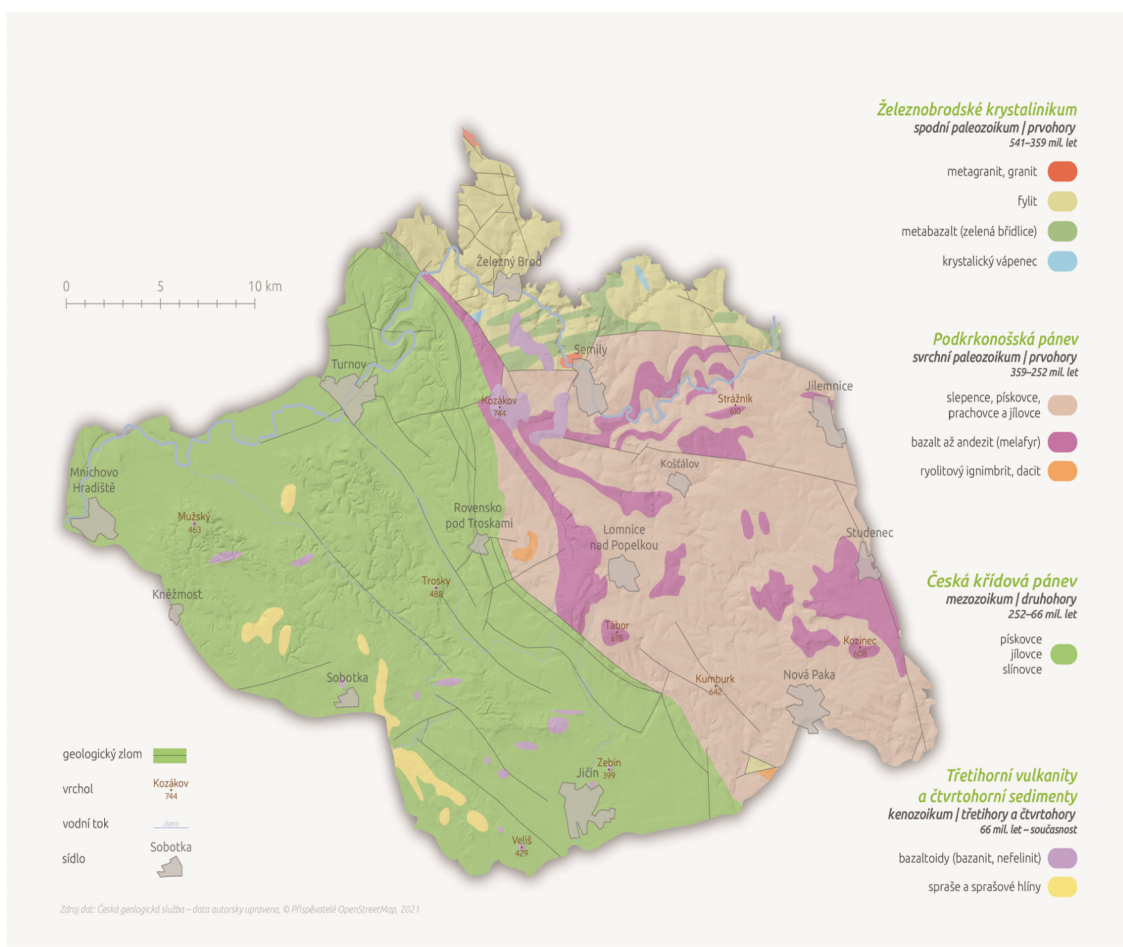 Železnobrodské krystalinikum
spodní paleozoikum | prvohory
541–359 mil. let
metagranit, granit
fylit
metabazalt (zelená břidlice)
krystalický vápenec
Podkrkonošská pánev
svrchní paleozoikum | prvohory
359–252 mil. let
slepence, pískovce,
prachovce a jílovce
bazalt až andezit (melafyr)
ryolitový ignimbrit, dacit
Česká křídová pánev
mezozoikum | druhohory
252–66 mil. let
pískovce
jílovce
slínovce
Třetihorní vulkanity
a čtvrtohorní sedimenty
kenozoikum | třetihory a čtvrtohory
66 mil. let – současnost
bazaltoidy (bazanit, nefelinit)
spraše a sprašové hlíny
0 5 10 km
Železný Brod
Semily
Turnov
Jilemnice
Kozákov
744
Strážník
610
Košťálov
Mnichovo
Hradiště
Mužský
463
Rovensko
pod Troskami
Lomnice
nad Popelkou
Studenec
Trosky
488
Kněžmost
Tábor
678
Kozinec
608
Sobotka
Kumburk
642
Nová Paka
Zebín
399
Jičín
Veliš
429
geologický zlom
vrchol
Kozákov
744
vodní tok
Jizera
sídlo
Sobotka
Zdroj dat: Česká geologická služba – data autorsky upravena, © Přispěvatelé OpenStreetMap, 2021